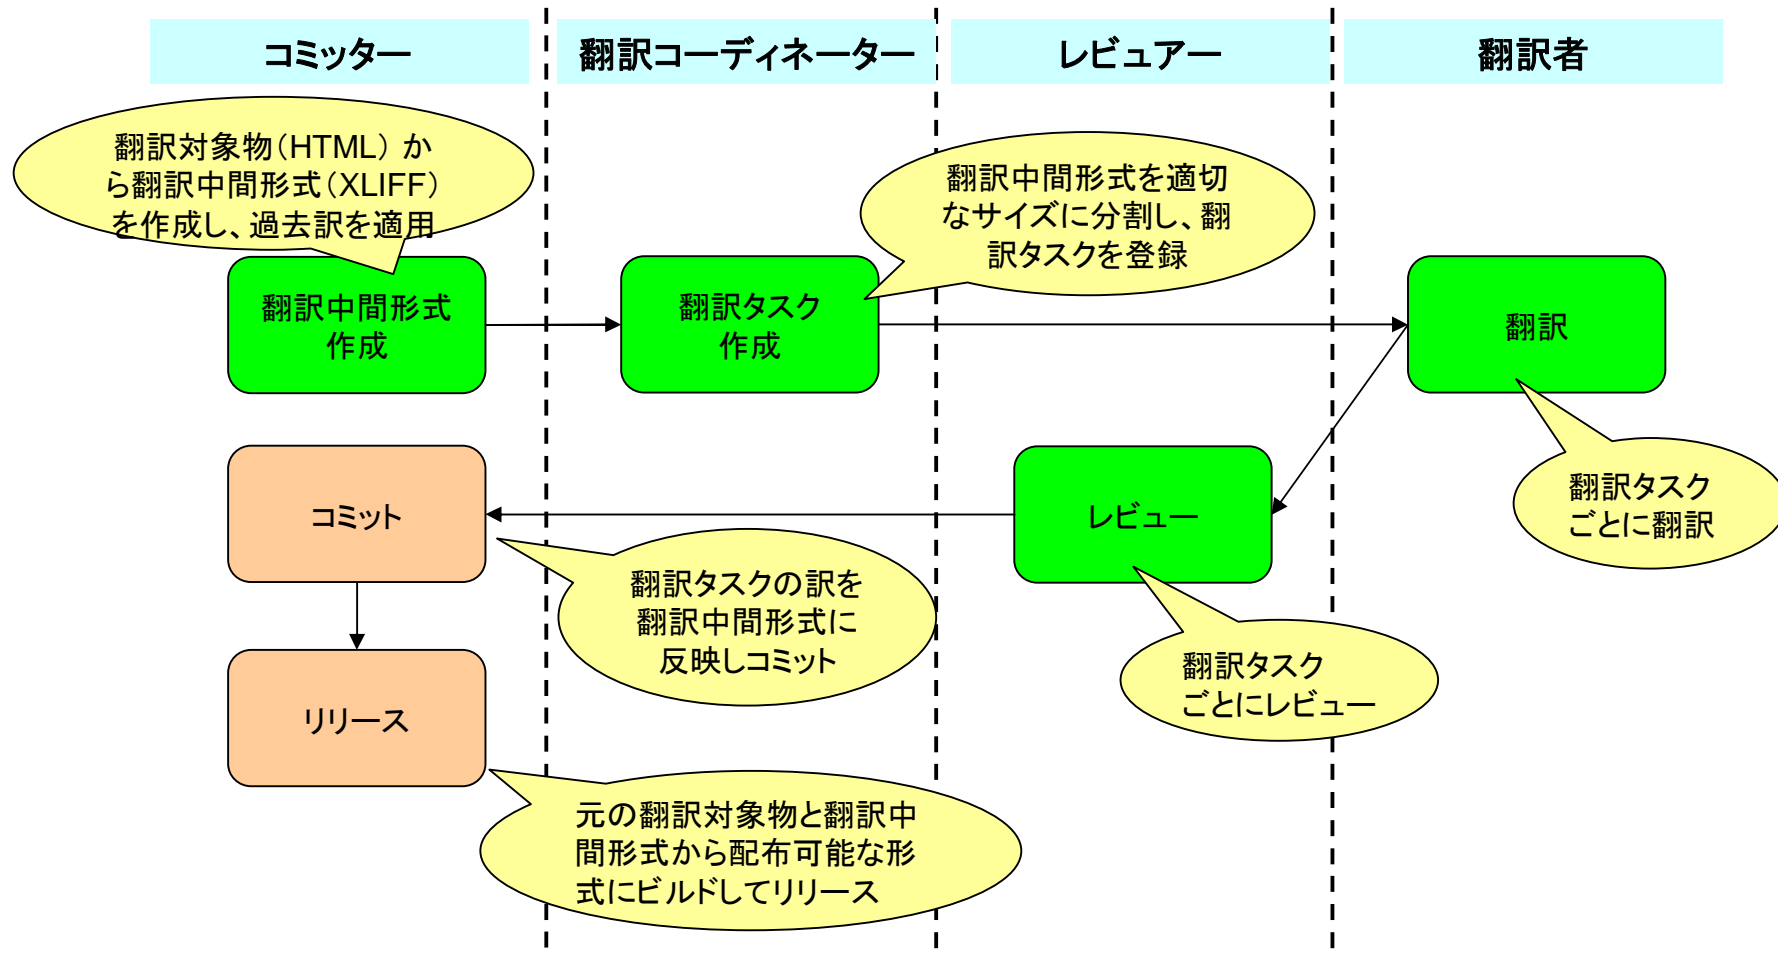 コミッター
翻訳コーディネーター
レビュアー
翻訳者
翻訳対象物(HTML) か
ら翻訳中間形式(XLIFF)
を作成し、過去訳を適用
翻訳中間形式を適切
なサイズに分割し、翻
訳タスクを登録
翻訳中間形式
作成
翻訳タスク
作成
翻訳
翻訳タスク
ごとに翻訳
コミット
レビュー
翻訳タスクの訳を
翻訳中間形式に
反映しコミット
翻訳タスク
ごとにレビュー
リリース
元の翻訳対象物と翻訳中
間形式から配布可能な形
式にビルドしてリリース